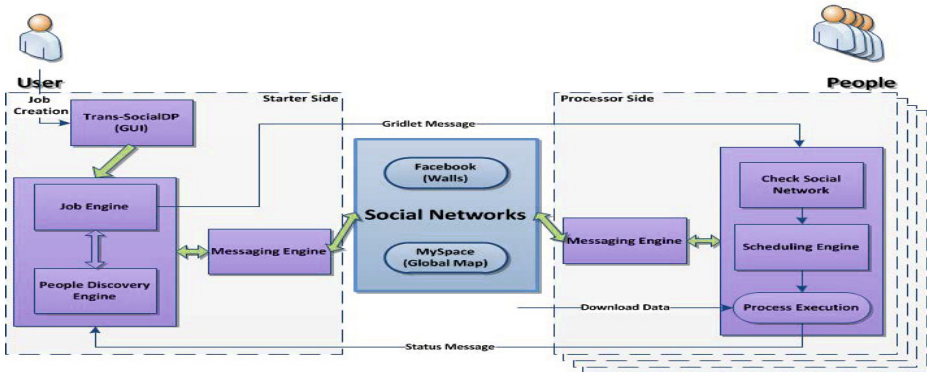 User
People
Job
Creation
Starter Side
Processor Side
Trans-SocialDP
(GUI)
Gridlet Message
Facebook
(Walls)
Check Social
Network
Job Engine
Social Networks
Messaging Engine
Messaging Engine
Scheduling Engine
MySpace
(Global Map)
People Discovery
Engine
Download Data
Process Execution
Status Message